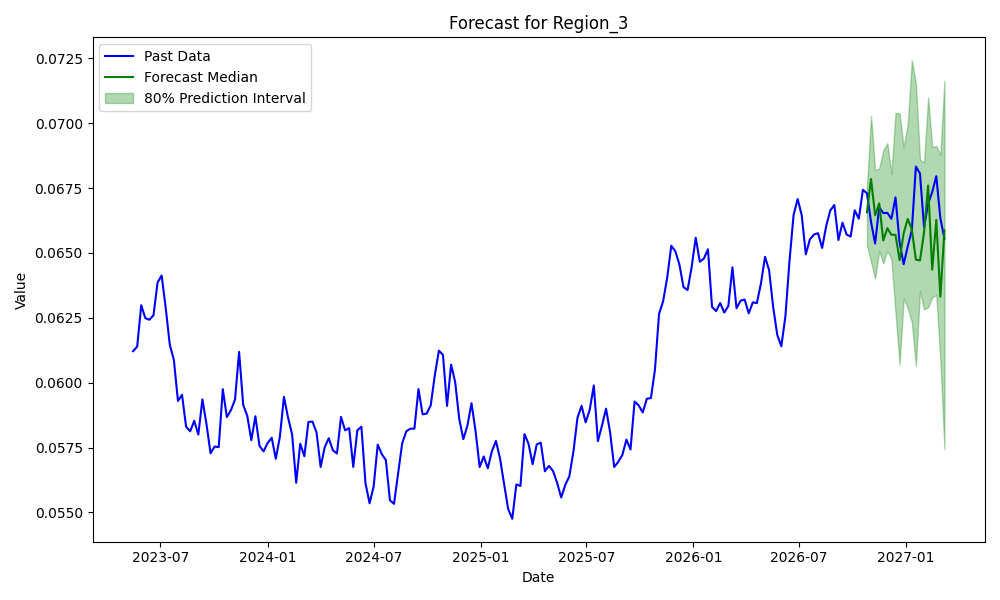 Forecast for Region_3
Past Data
Forecast Median
80% Prediction Interval
0.0725
0.0700
0.0675
0.0650
0.0625
0.0600
0.0575
0.0550
Value
2023-07
2024-01
2024-07
2025-01
2025-07
2026-01
2026-07
2027-01
Date